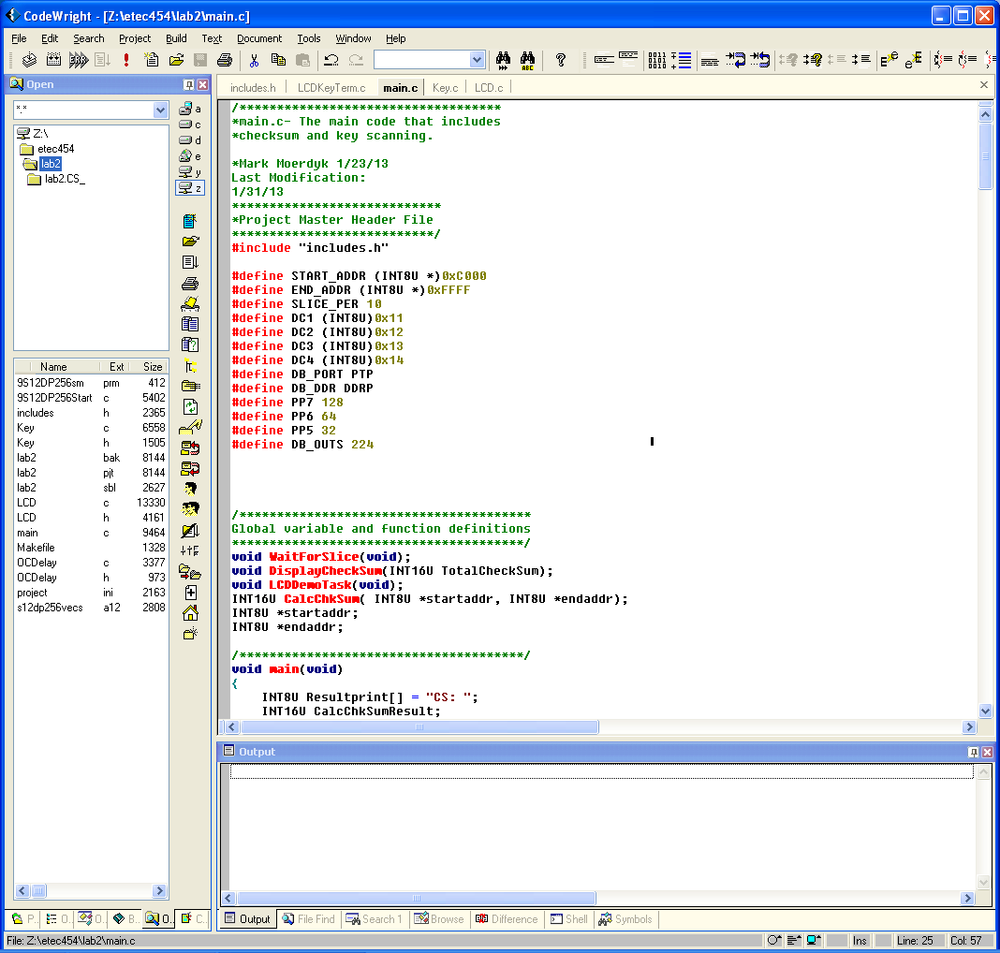 CodeWright - [Z:\etec454\lab2\main.c]
File Edit Search Project Build Text Document Tools Window Help
Open
*.*
Z:\
etec454
lab2
lab2.CS_
a
c
d
e
y
z
Name Ext Size
9S12DP256sm prm 412
9S12DP256Start c 5402
includes h 2365
Key c 6558
Key h 1505
lab2 bak 8144
lab2 pjt 8144
lab2 sbl 2627
LCD c 13330
LCD h 4161
main c 9464
Makefile 1328
OCDelay c 3377
OCDelay h 973
project ini 2163
s12dp256vecs a12 2808
P.. O.. O.. B.. O.. C..
includes.h LCDKeyTerm.c main.c Key.c LCD.c
/***********************************
*main.c- The main code that includes
*checksum and key scanning.
*Mark Moerdyk 1/23/13
Last Modification:
1/31/13
****************************
*Project Master Header File
***************************/
#include "includes.h"
#define START_ADDR (INT8U *)0xC000
#define END_ADDR (INT8U *)0xFFFF
#define SLICE_PER 10
#define DC1 (INT8U)0x11
#define DC2 (INT8U)0x12
#define DC3 (INT8U)0x13
#define DC4 (INT8U)0x14
#define DB_PORT PTP
#define DB_DDR DDRP
#define PP7 128
#define PP6 64
#define PP5 32
#define DB_OUTS 224
/***************************************
Global variable and function definitions
***************************************/
void WaitForSlice(void);
void DisplayCheckSum(INT16U TotalCheckSum);
void LCDDemoTask(void);
INT16U CalcChkSum( INT8U *startaddr, INT8U *endaddr);
INT8U *startaddr;
INT8U *endaddr;
/**************************************/
void main(void)
{
INT8U Resultprint[] = "CS: ";
INT16U CalcChkSumResult;
Output
Output File Find Search 1 Browse Difference Shell Symbols
File: Z:\etec454\lab2\main.c Ins Line: 25 Col: 57